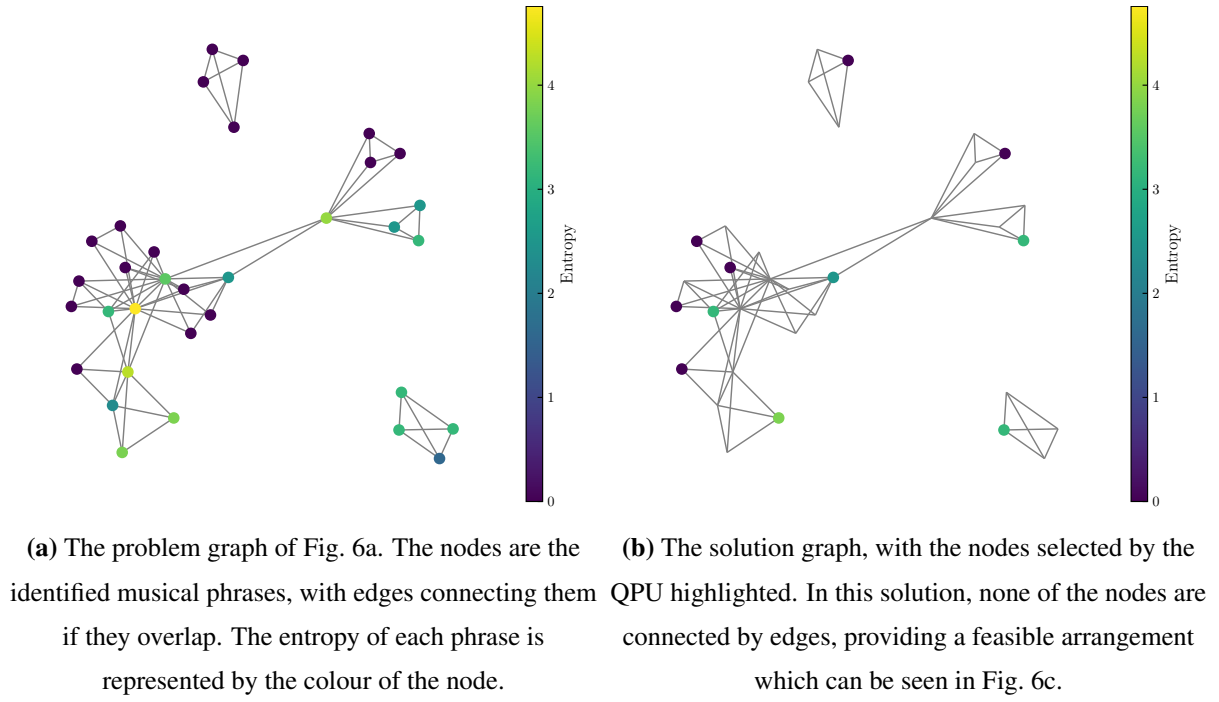 4
3
2
1
0
Entropy
4
3
2
1
0
Entropy
(a) The problem graph of Fig. 6a. The nodes are the
identified musical phrases, with edges connecting them
if they overlap. The entropy of each phrase is
represented by the colour of the node.
(b) The solution graph, with the nodes selected by the
QPU highlighted. In this solution, none of the nodes are
connected by edges, providing a feasible arrangement
which can be seen in Fig. 6c.